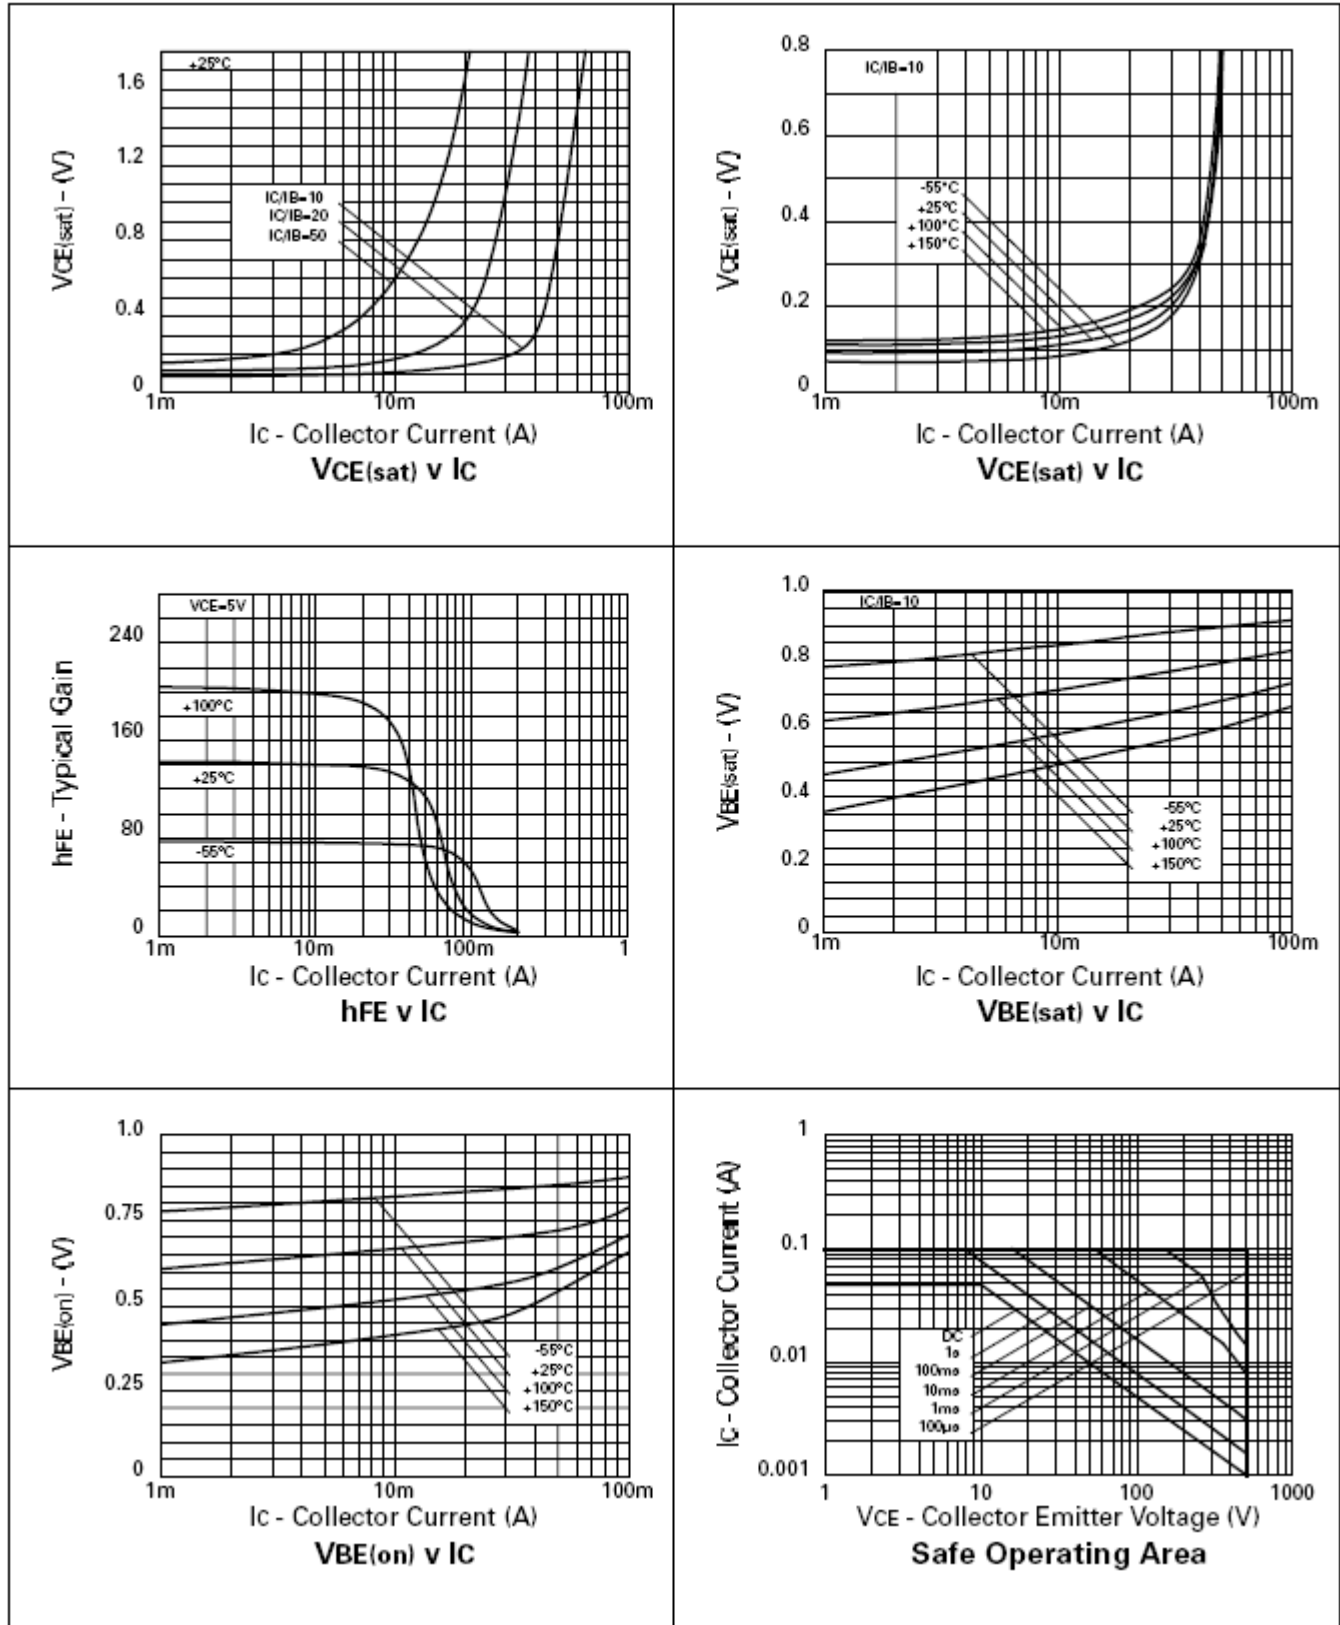 +25°C
1.6
1.2
0.8
0.4
0
VCE(sat) - (V)
IC/IB=10
IC/IB=20
IC/IB=50
1m
10m
100m
IC - Collector Current (A)
VCE(sat) v IC
IC/IB=10
0.8
0.6
0.4
0.2
0
VCE(sat) - (V)
-55°C
+25°C
+100°C
+150°C
1m
10m
100m
IC - Collector Current (A)
VCE(sat) v IC
VCE=5V
240
160
80
0
hFE - Typical Gain
+100°C
+25°C
-55°C
1m
10m
100m
1
IC - Collector Current (A)
hFE v IC
IC/IB=10
1.0
0.8
0.6
0.4
0.2
0
VBE(sat) - (V)
-55°C
+25°C
+100°C
+150°C
1m
10m
100m
IC - Collector Current (A)
VBE(sat) v IC
1.0
0.75
0.5
0.25
0
VBE(on) - (V)
-55°C
+25°C
+100°C
+150°C
1m
10m
100m
IC - Collector Current (A)
VBE(on) v IC
1
0.1
0.01
0.001
IC - Collector Current (A)
DC
1s
100ms
10ms
1ms
100µs
1
10
100
1000
VCE - Collector Emitter Voltage (V)
Safe Operating Area